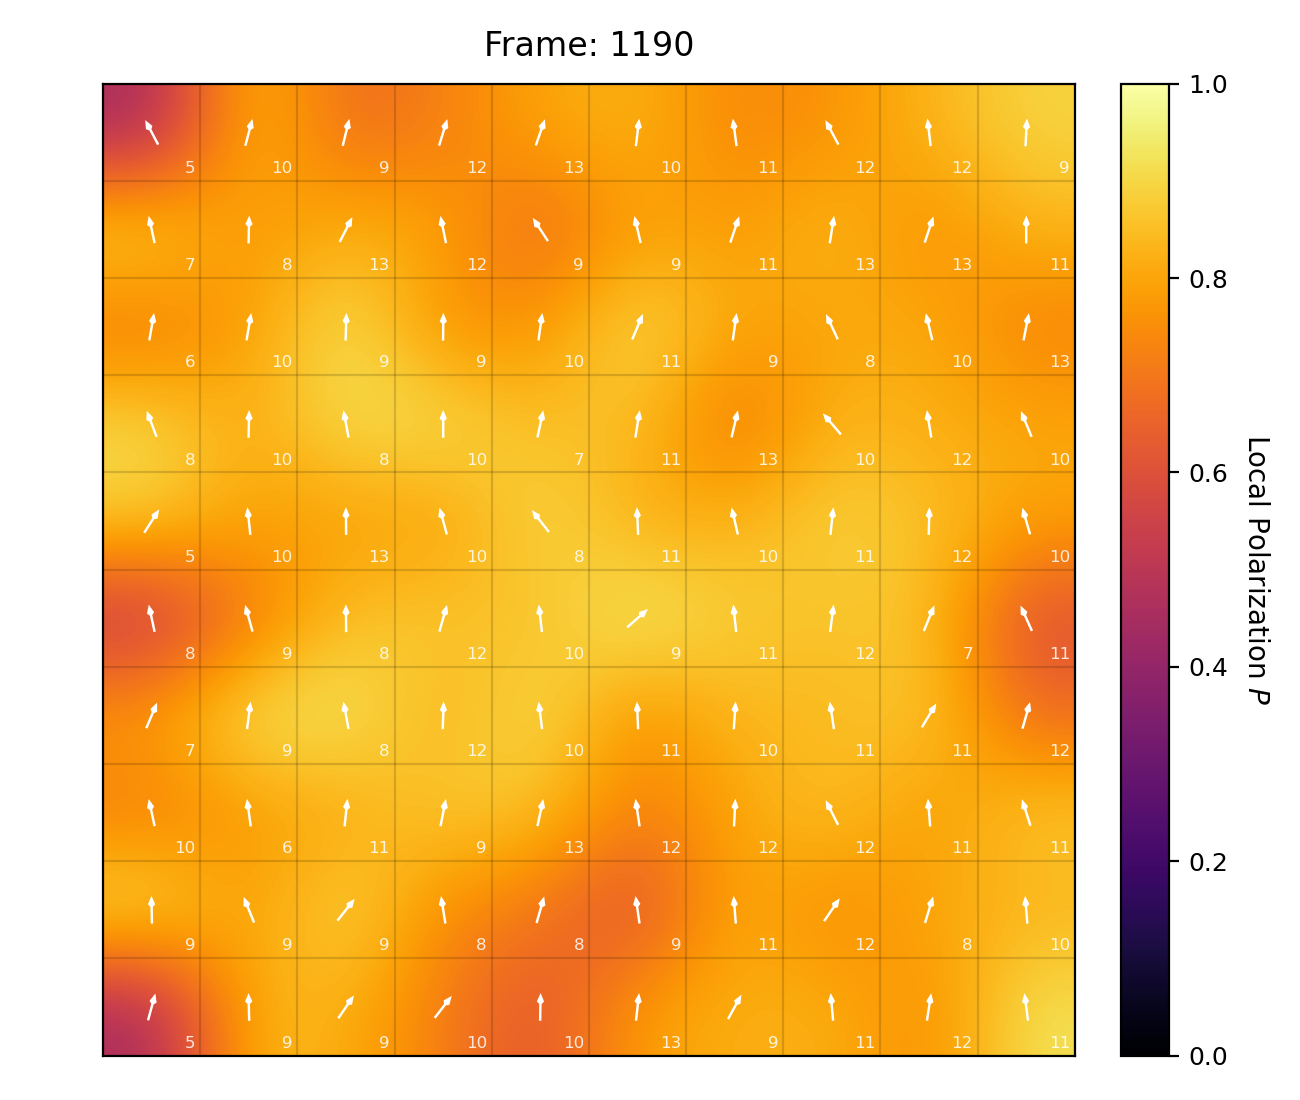 Frame: 1190
5 10 9 12 13 10 11 12 12 9
7 8 13 12 9 9 11 13 13 11
6 10 9 9 10 11 9 8 10 13
8 10 8 10 7 11 13 10 12 10
5 10 13 10 8 11 10 11 12 10
8 9 8 12 10 9 11 12 7 11
7 9 8 12 10 11 10 11 11 12
10 6 11 9 13 12 12 12 11 11
9 9 9 8 8 9 11 12 8 10
5 9 9 10 10 13 9 11 12 11
1.0
0.8
0.6
0.4
0.2
0.0
Local Polarization P